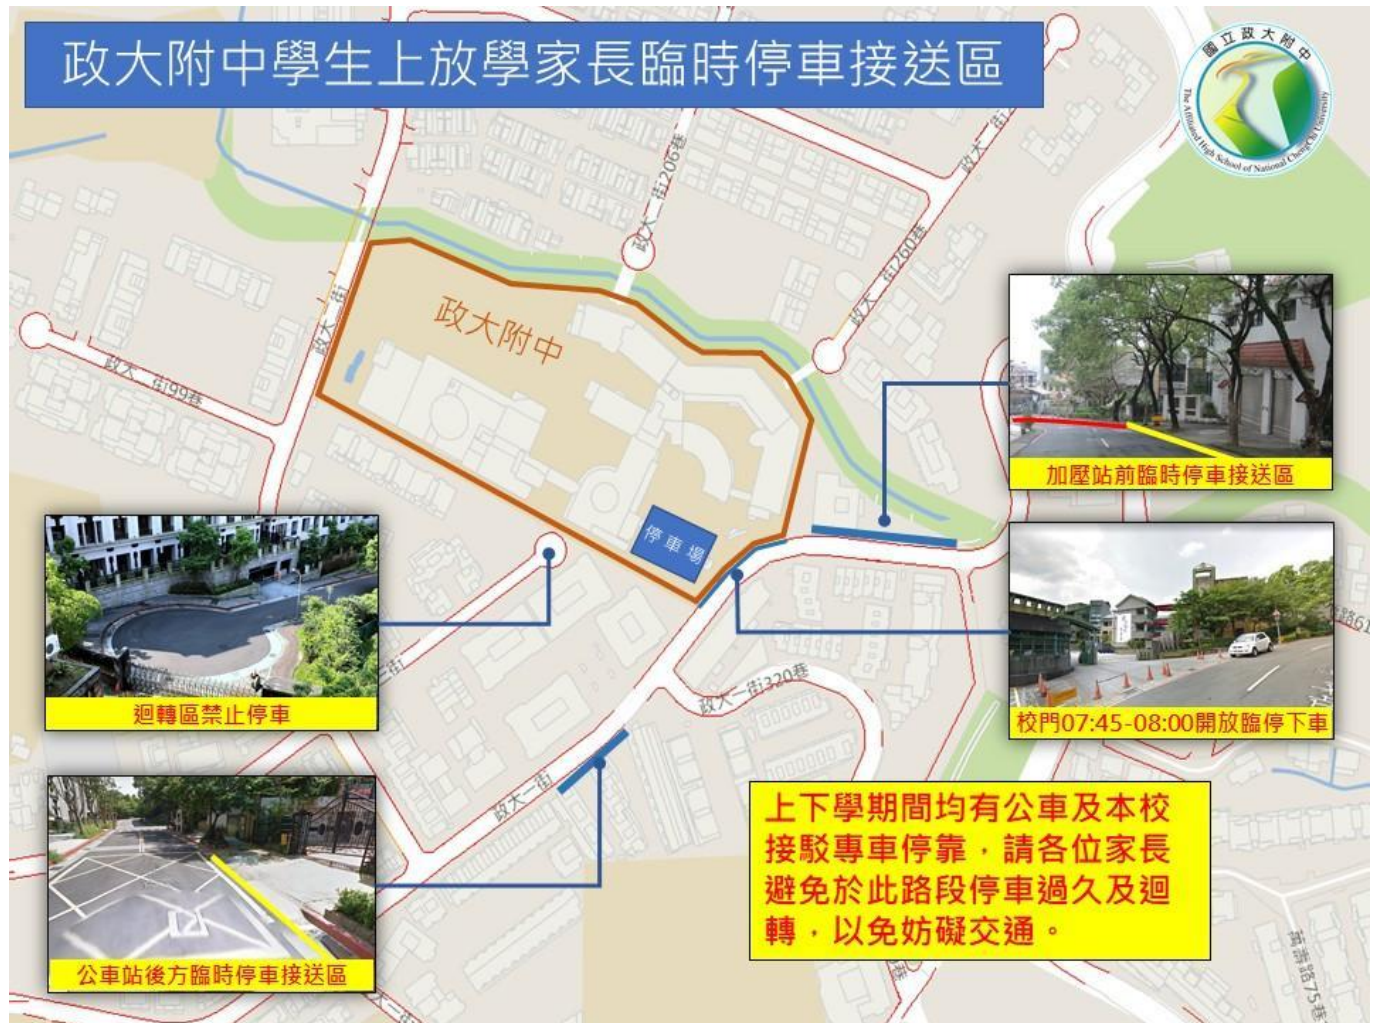 政大附中學生上放學家長臨時停車接送區
國立政大附中
The Affiliated High School of National ChengChi University
政大一街206巷
政大一街
政大一街260巷
政大附中
政大一街
政大一街99巷
加壓站前臨時停車接送區
停車場
迴轉區禁止停車
校門07:45-08:00開放臨停下車
政大一街320巷
政大一街
公車站後方臨時停車接送區
上下學期間均有公車及本校
接駁專車停靠，請各位家長
避免於此路段停車過久及迴
轉，以免妨礙交通。
萬壽路75巷